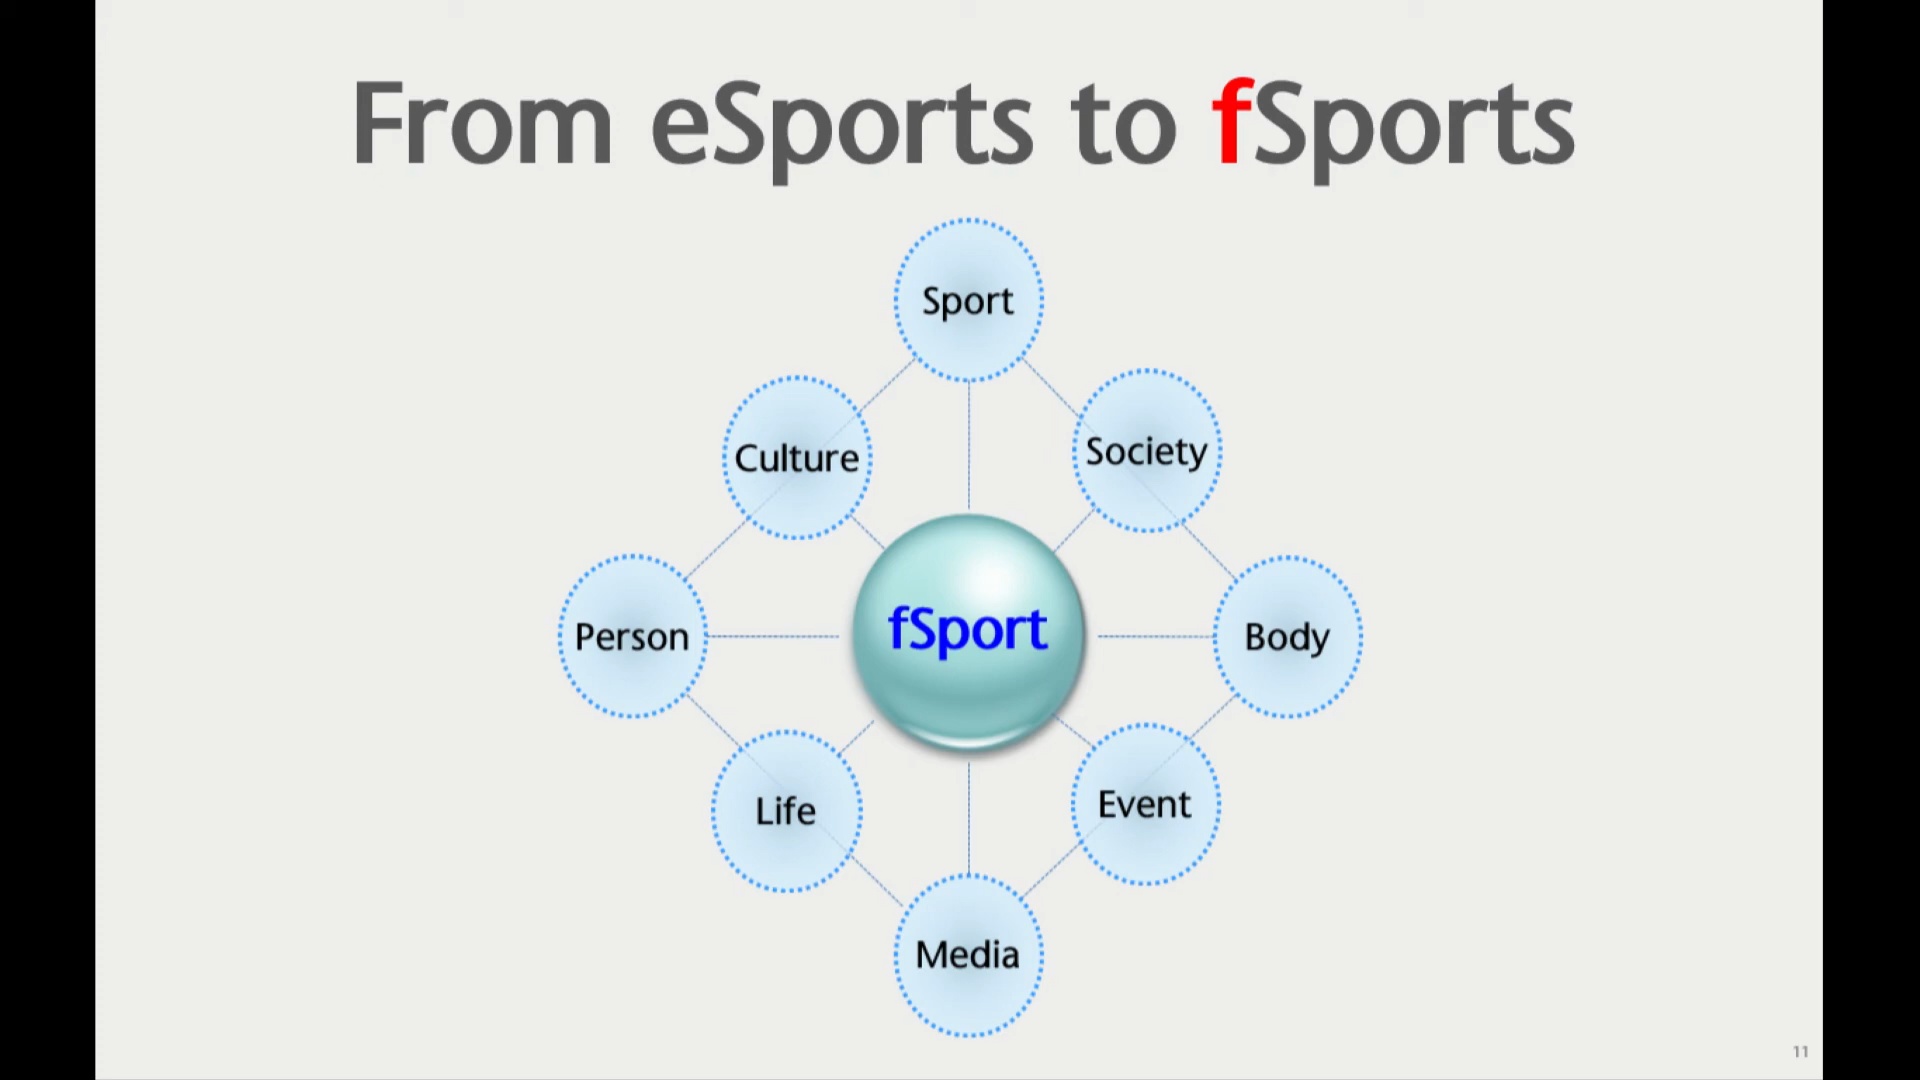 From eSports to fSports
Sport
Culture
Society
Person
fSport
Body
Life
Event
Media
11